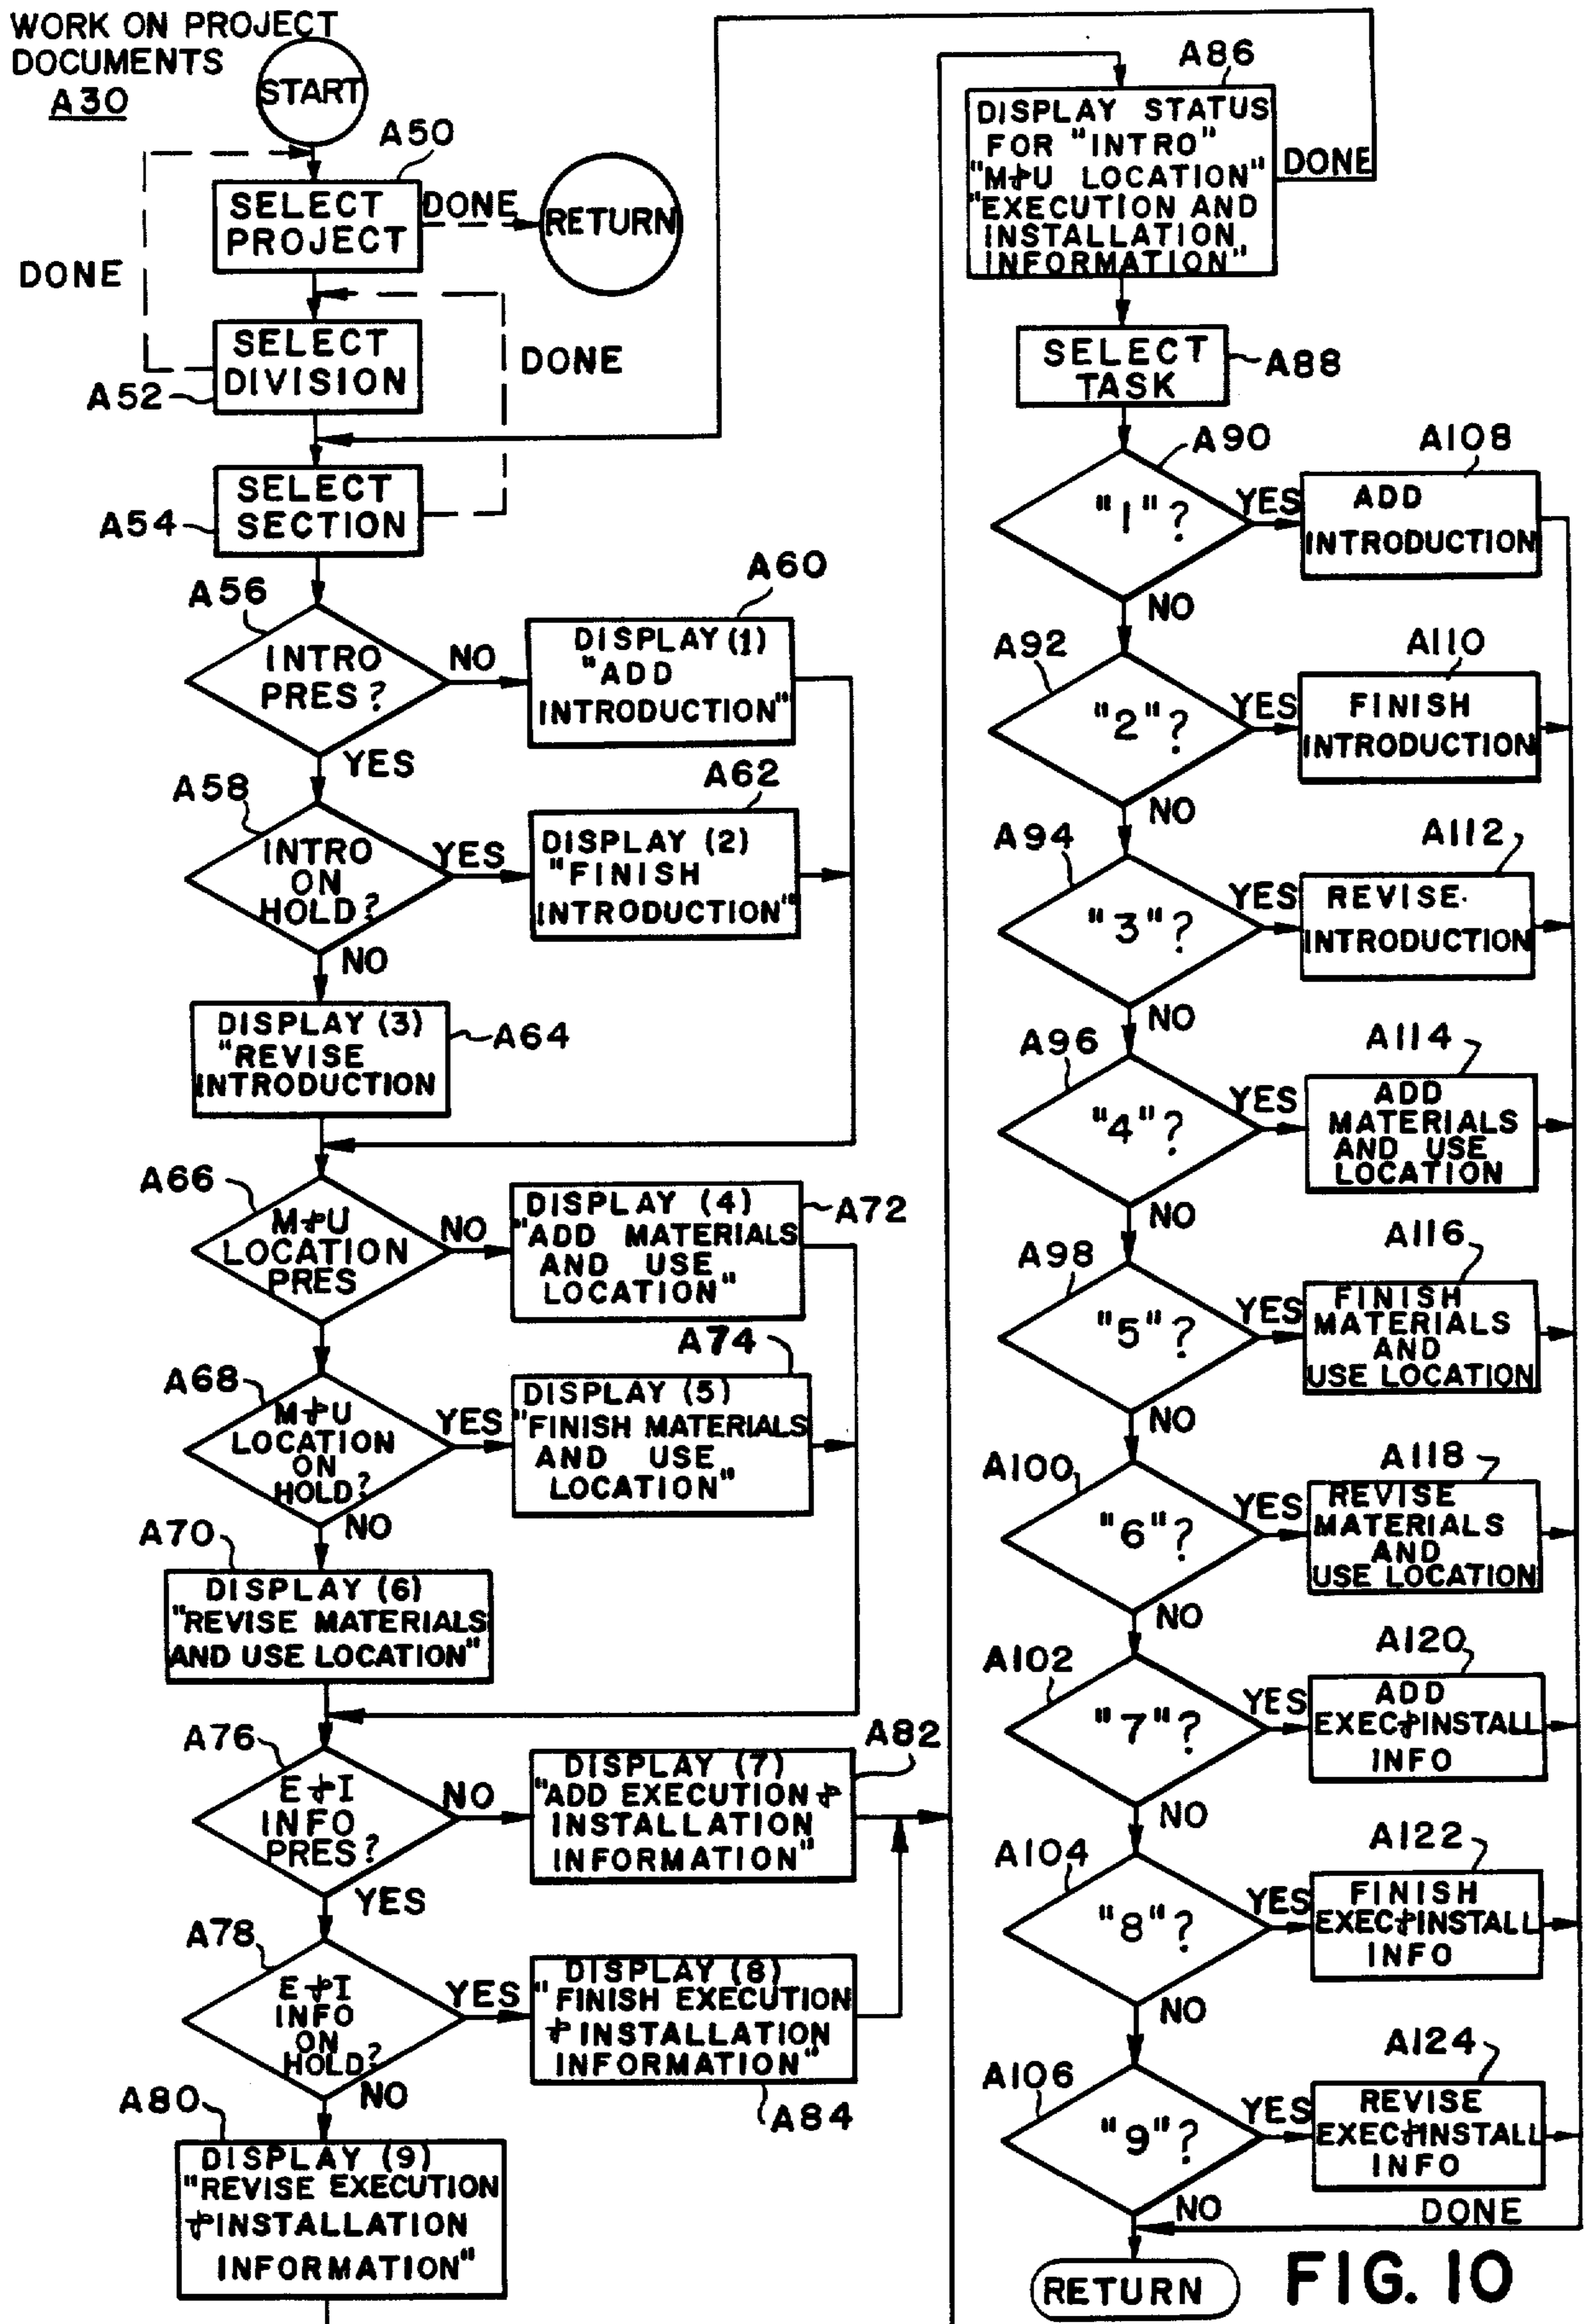 WORK ON PROJECT
DOCUMENTS
A30
START
A50
SELECT
PROJECT
DONE
RETURN
DONE
SELECT
DIVISION
A52
DONE
SELECT
SECTION
A54
A56
INTRO
PRES?
NO
YES
A60
DISPLAY (1)
"ADD
INTRODUCTION"
A58
INTRO
ON
HOLD?
YES
NO
A62
DISPLAY (2)
"FINISH
INTRODUCTION"
DISPLAY (3)
"REVISE
INTRODUCTION
A64
A66
M&U
LOCATION
PRES
NO
DISPLAY (4)
"ADD MATERIALS
AND USE
LOCATION"
A72
A68
M&U
LOCATION
ON
HOLD?
YES
NO
A74
DISPLAY (5)
"FINISH MATERIALS
AND USE
LOCATION"
A70
DISPLAY (6)
"REVISE MATERIALS
AND USE LOCATION"
A76
E&I
INFO
PRES?
NO
YES
A82
DISPLAY (7)
"ADD EXECUTION &
INSTALLATION
INFORMATION"
A78
E&I
INFO
ON
HOLD?
YES
NO
DISPLAY (8)
"FINISH EXECUTION
& INSTALLATION
INFORMATION"
A84
A80
DISPLAY (9)
"REVISE EXECUTION
& INSTALLATION
INFORMATION"
A86
DISPLAY STATUS
FOR "INTRO"
"M&U LOCATION"
"EXECUTION AND
INSTALLATION
INFORMATION"
DONE
SELECT
TASK
A88
A90
"1"?
YES
NO
A108
ADD
INTRODUCTION
A92
"2"?
YES
NO
A110
FINISH
INTRODUCTION
A94
"3"?
YES
NO
A112
REVISE
INTRODUCTION
A96
"4"?
YES
NO
A114
ADD
MATERIALS
AND USE
LOCATION
A98
"5"?
YES
NO
A116
FINISH
MATERIALS
AND
USE LOCATION
A100
"6"?
YES
NO
A118
REVISE
MATERIALS
AND
USE LOCATION
A102
"7"?
YES
NO
A120
ADD
EXEC&INSTALL
INFO
A104
"8"?
YES
NO
A122
FINISH
EXEC&INSTALL
INFO
A106
"9"?
YES
NO
A124
REVISE
EXEC&INSTALL
INFO
DONE
RETURN
FIG. 10